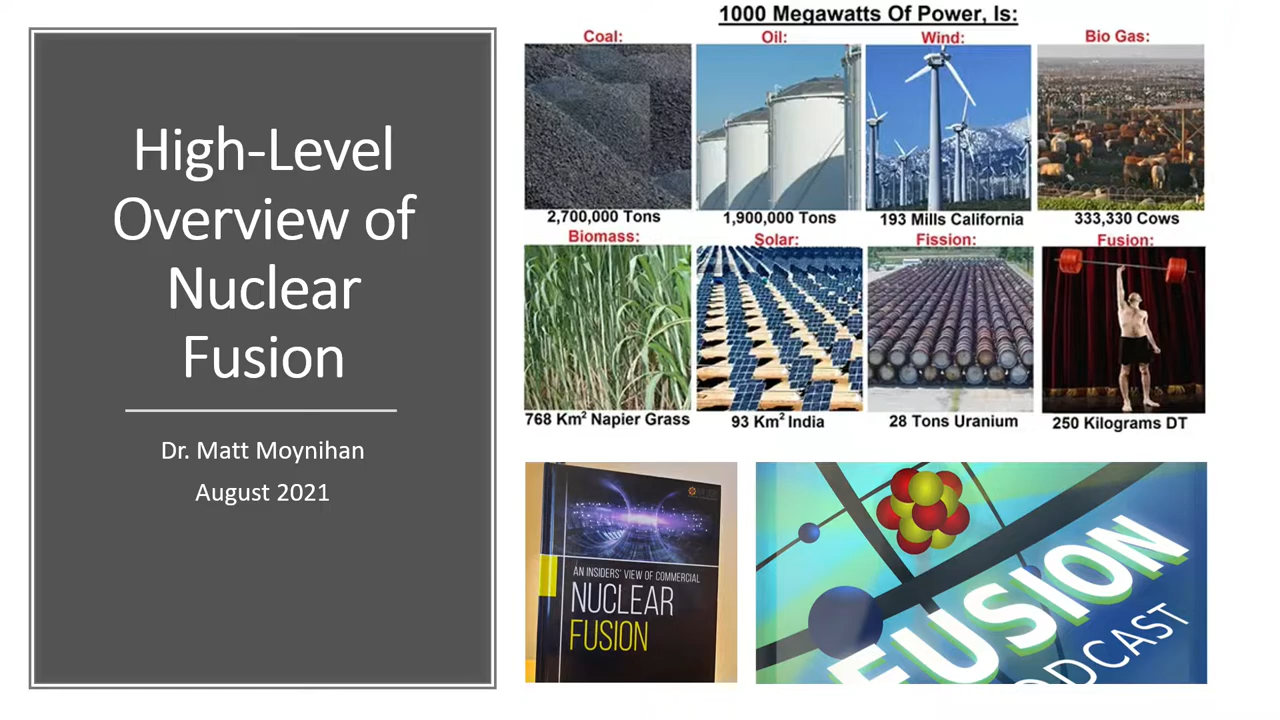 High-Level
Overview of
Nuclear
Fusion
Dr. Matt Moynihan
August 2021
1000 Megawatts Of Power, Is:
Coal:
Oil:
Wind:
Bio Gas:
2,700,000 Tons
1,900,000 Tons
193 Mills California
333,330 Cows
Biomass:
Solar:
Fission:
Fusion:
768 Km² Napier Grass
93 Km² India
28 Tons Uranium
250 Kilograms DT
AN INSIDERS' VIEW OF COMMERCIAL
NUCLEAR
FUSION
FUSION